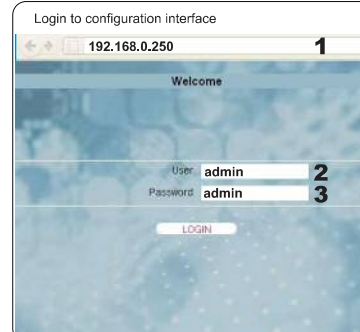 Login to configuration interface
192.168.0.250 1
Welcome
User admin 2
Password admin 3
LOGIN